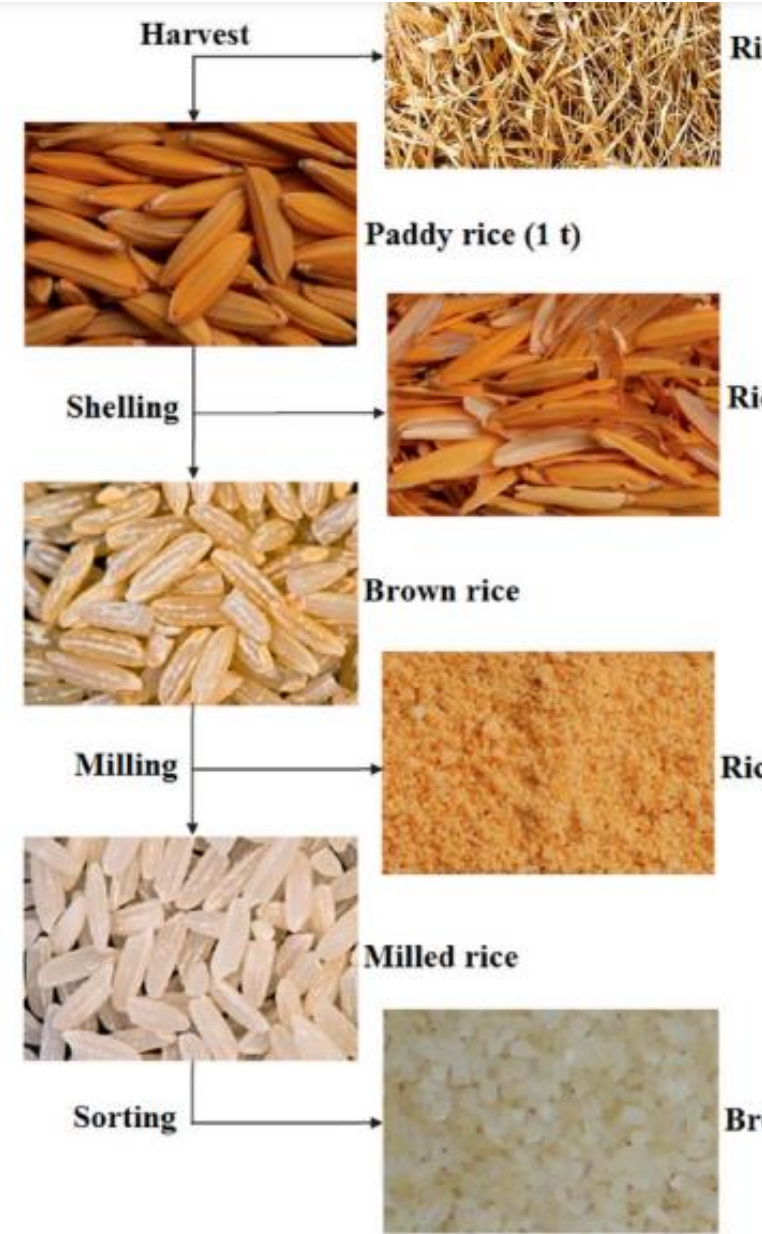 Harvest
Paddy rice (1 t)
Shelling
Brown rice
Milling
Milled rice
Sorting